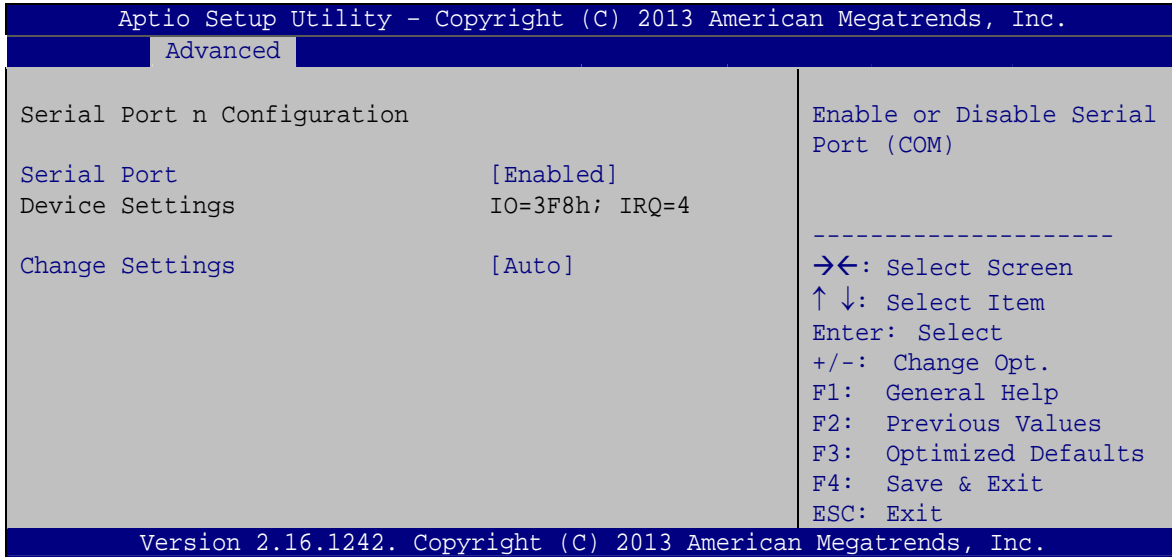 Aptio Setup Utility – Copyright (C) 2013 American Megatrends, Inc.
Advanced
Serial Port n Configuration
Serial Port [Enabled]
Device Settings IO=3F8h; IRQ=4
Change Settings [Auto]
Enable or Disable Serial
Port (COM)
---------------------
→←: Select Screen
↑ ↓: Select Item
Enter: Select
+/-: Change Opt.
F1: General Help
F2: Previous Values
F3: Optimized Defaults
F4: Save & Exit
ESC: Exit
Version 2.16.1242. Copyright (C) 2013 American Megatrends, Inc.